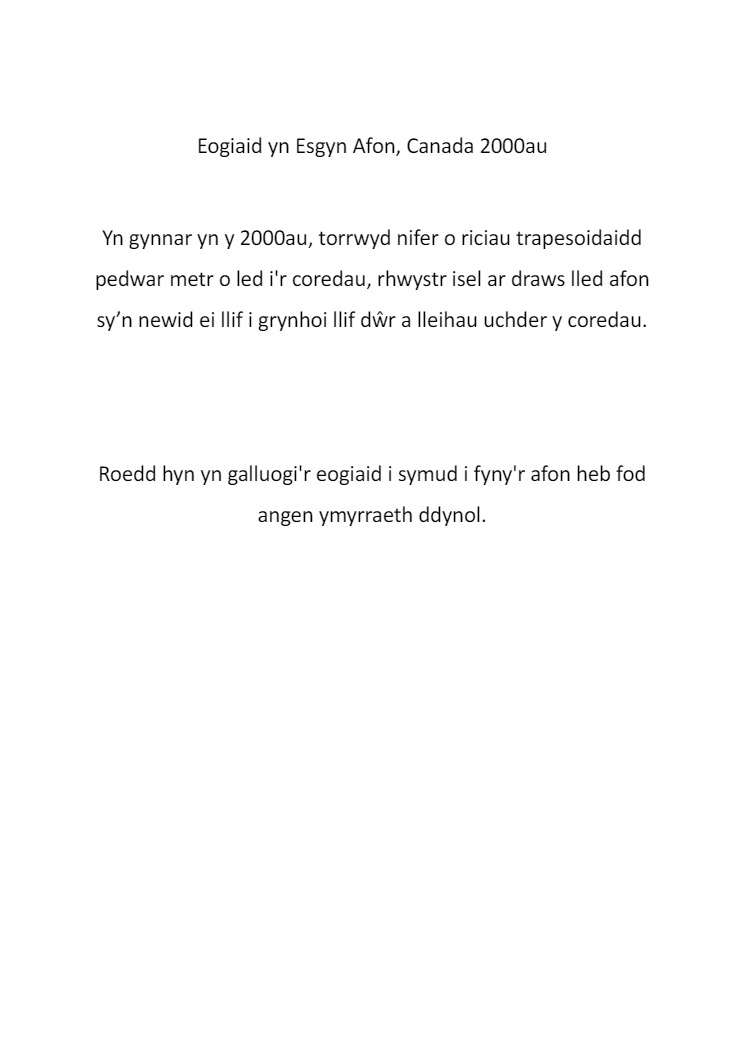 Eogiaid yn Esgyn Afon, Canada 2000au
Yn gynnar yn y 2000au, torrwyd nifer o riciau trapesoidaidd
pedwar metr o led i'r coredau, rhwystr isel ar draws lled afon
sy’n newid ei llif i grynhoi llif dŵr a lleihau uchder y coredau.
Roedd hyn yn galluogi'r eogiaid i symud i fyny'r afon heb fod
angen ymyrraeth ddynol.